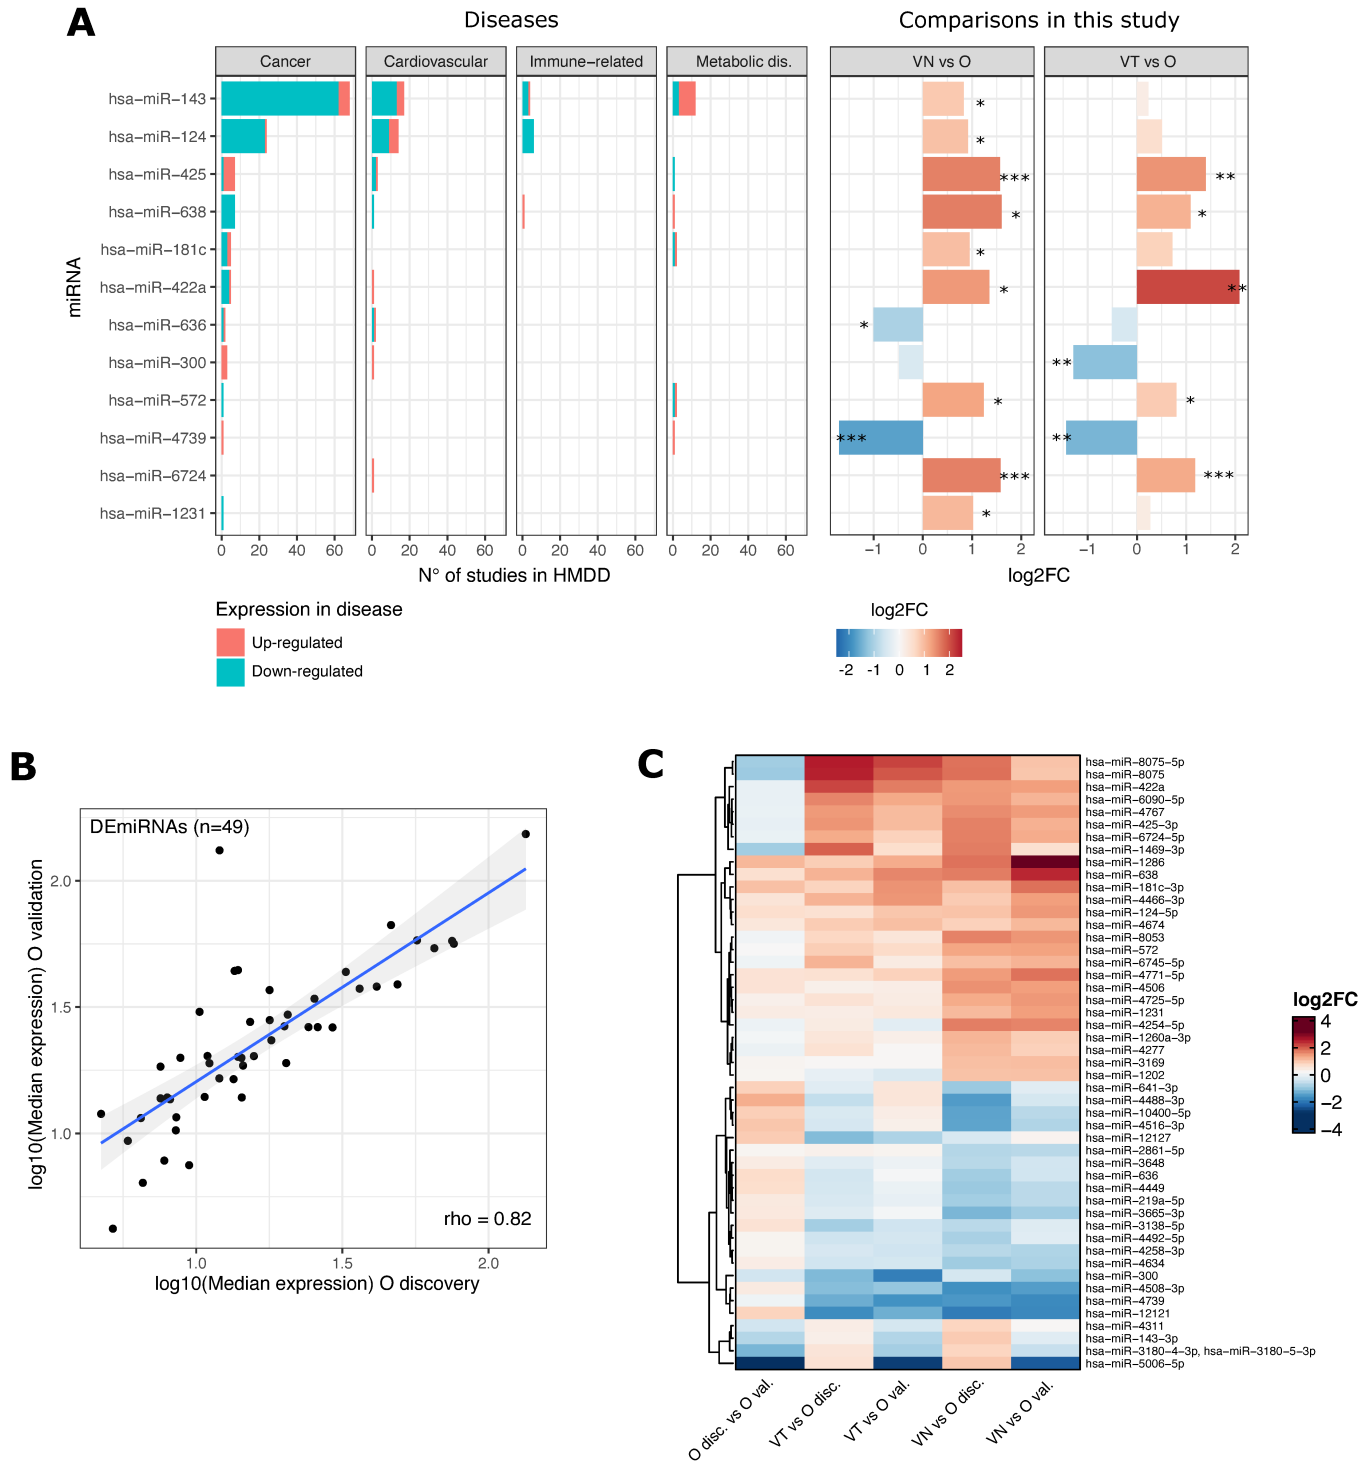 A
Diseases
Comparisons in this study
Cancer
Cardiovascular
Immune−related
Metabolic dis.
VN vs O
VT vs O
miRNA
hsa−miR−143
hsa−miR−124
hsa−miR−425
hsa−miR−638
hsa−miR−181c
hsa−miR−422a
hsa−miR−636
hsa−miR−300
hsa−miR−572
hsa−miR−4739
hsa−miR−6724
hsa−miR−1231
*
*
***
**
*
*
*
*
**
*
**
*
*
***
**
***
***
*
0 20 40 60 0 20 40 60 0 20 40 60 0 20 40 60 −1 0 1 2 −1 0 1 2
N° of studies in HMDD
log2FC
Expression in disease
Up-regulated
Down-regulated
log2FC
-2 -1 0 1 2
B
DEmiRNAs (n=49)
rho = 0.82
log10(Median expression) O validation
2.0
1.5
1.0
1.0 1.5 2.0
log10(Median expression) O discovery
C
hsa−miR−8075−5p
hsa−miR−8075
hsa−miR−422a
hsa−miR−6090−5p
hsa−miR−4767
hsa−miR−425−3p
hsa−miR−6724−5p
hsa−miR−1469−3p
hsa−miR−1286
hsa−miR−638
hsa−miR−181c−3p
hsa−miR−4466−3p
hsa−miR−124−5p
hsa−miR−4674
hsa−miR−8053
hsa−miR−572
hsa−miR−6745−5p
hsa−miR−4771−5p
hsa−miR−4506
hsa−miR−4725−5p
hsa−miR−1231
hsa−miR−4254−5p
hsa−miR−1260a−3p
hsa−miR−4277
hsa−miR−3169
hsa−miR−1202
hsa−miR−641−3p
hsa−miR−4488−3p
hsa−miR−10400−5p
hsa−miR−4516−3p
hsa−miR−12127
hsa−miR−2861−5p
hsa−miR−3648
hsa−miR−636
hsa−miR−4449
hsa−miR−219a−5p
hsa−miR−3665−3p
hsa−miR−3138−5p
hsa−miR−4492−5p
hsa−miR−4258−3p
hsa−miR−4634
hsa−miR−300
hsa−miR−4508−3p
hsa−miR−4739
hsa−miR−12121
hsa−miR−4311
hsa−miR−143−3p
hsa−miR−3180−4−3p, hsa−miR−3180−5−3p
hsa−miR−5006−5p
O disc. vs O val.
VT vs O disc.
VT vs O val.
VN vs O disc.
VN vs O val.
log2FC
4
2
0
−2
−4